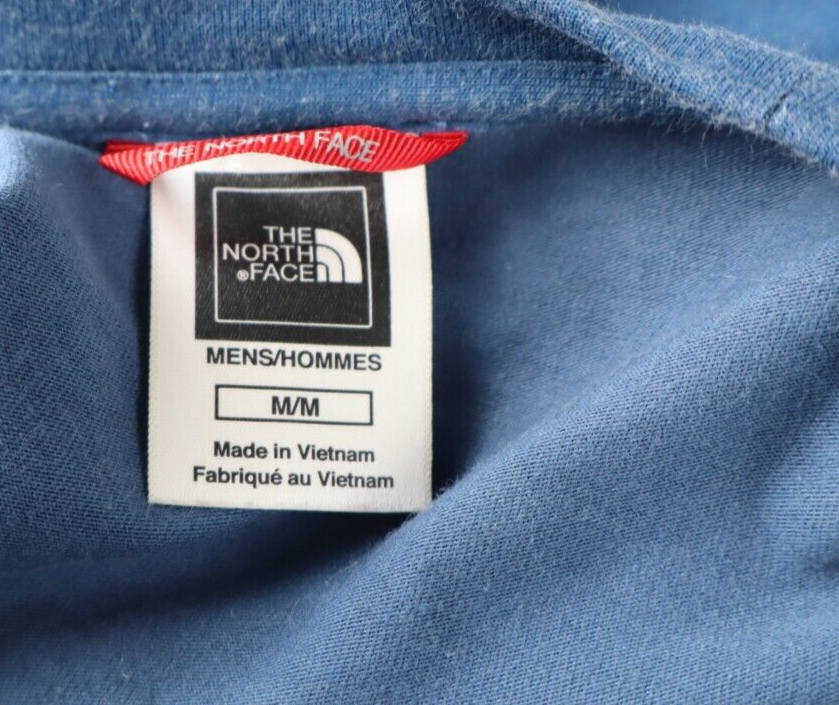 THE NORTH FACE
THE
NORTH
®FACE
MENS/HOMMES
M/M
Made in Vietnam
Fabriqué au Vietnam